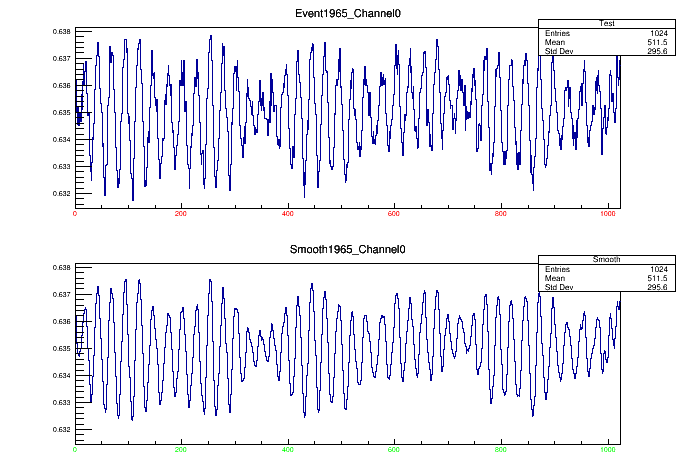 Event1965_Channel0
Test
Entries 1024
Mean 511.5
Std Dev 295.6
0.638
0.637
0.636
0.635
0.634
0.633
0.632
0 200 400 600 800 1000
Smooth1965_Channel0
Smooth
Entries 1024
Mean 511.5
Std Dev 295.6
0.638
0.637
0.636
0.635
0.634
0.633
0.632
0 200 400 600 800 1000